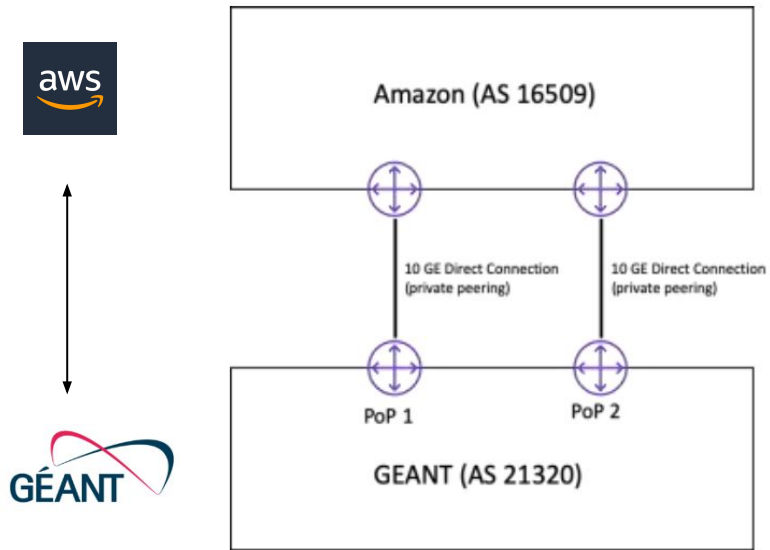 aws
Amazon (AS 16509)
10 GE Direct Connection
(private peering)
10 GE Direct Connection
(private peering)
PoP 1
PoP 2
GÉANT
GEANT (AS 21320)